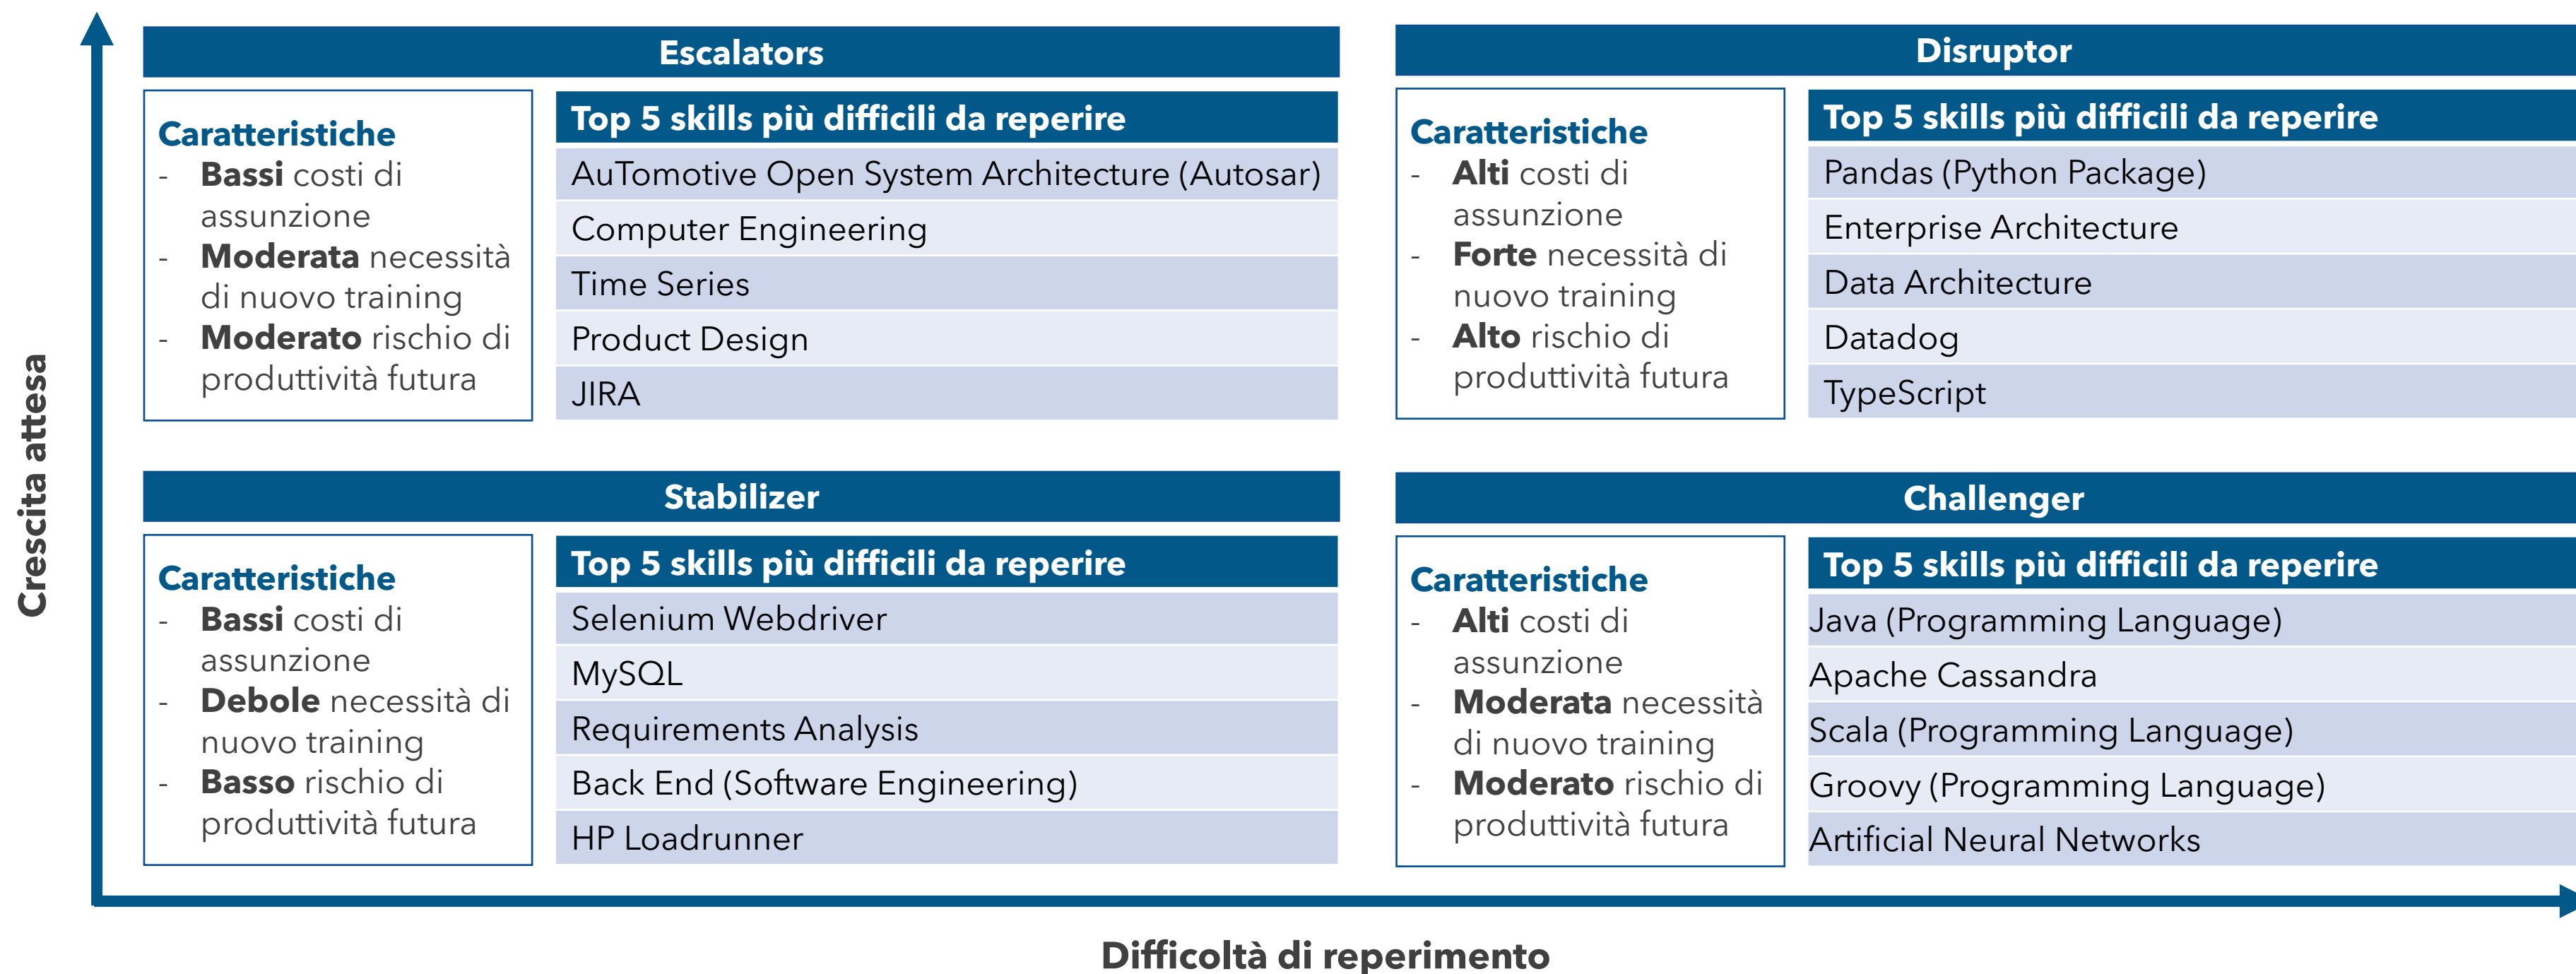 Crescita attesa
Escalators
Caratteristiche
- Bassi costi di
assunzione
- Moderata necessità
di nuovo training
- Moderato rischio di
produttività futura
Top 5 skills più difficili da reperire
AuTomotive Open System Architecture (Autosar)
Computer Engineering
Time Series
Product Design
JIRA
Disruptor
Caratteristiche
- Alti costi di
assunzione
- Forte necessità di
nuovo training
- Alto rischio di
produttività futura
Top 5 skills più difficili da reperire
Pandas (Python Package)
Enterprise Architecture
Data Architecture
Datadog
TypeScript
Stabilizer
Caratteristiche
- Bassi costi di
assunzione
- Debole necessità di
nuovo training
- Basso rischio di
produttività futura
Top 5 skills più difficili da reperire
Selenium Webdriver
MySQL
Requirements Analysis
Back End (Software Engineering)
HP Loadrunner
Challenger
Caratteristiche
- Alti costi di
assunzione
- Moderata necessità
di nuovo training
- Moderato rischio di
produttività futura
Top 5 skills più difficili da reperire
Java (Programming Language)
Apache Cassandra
Scala (Programming Language)
Groovy (Programming Language)
Artificial Neural Networks
Difficoltà di reperimento